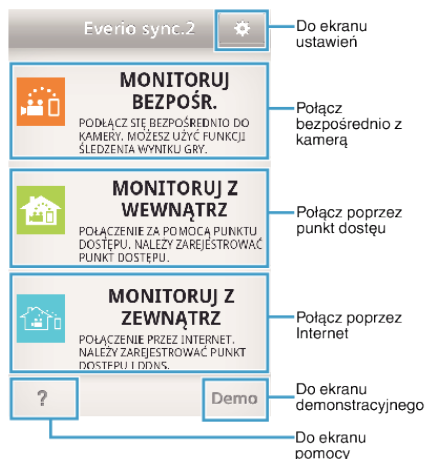 Everio sync.2
Do ekranu
ustawień
MONITORUJ
BEZPOŚR.
PODŁĄCZ SIĘ BEZPOŚREDNIO DO
KAMERY. MOŻESZ UŻYĆ FUNKCJI
ŚLEDZENIA WYNIKU GRY.
Połącz
bezpośrednio z
kamerą
MONITORUJ Z
WEWNĄTRZ
POŁĄCZENIE ZA POMOCĄ PUNKTU
DOSTĘPU. NALEŻY ZAREJESTROWAĆ
PUNKT DOSTĘPU.
Połącz poprzez
punkt dostęu
MONITORUJ Z
ZEWNĄTRZ
POŁĄCZENIE PRZEZ INTERNET.
NALEŻY ZAREJESTROWAĆ PUNKT
DOSTĘPU I DDNS.
Połącz poprzez
Internet
?
Demo
Do ekranu
demonstracyjnego
Do ekranu
pomocy